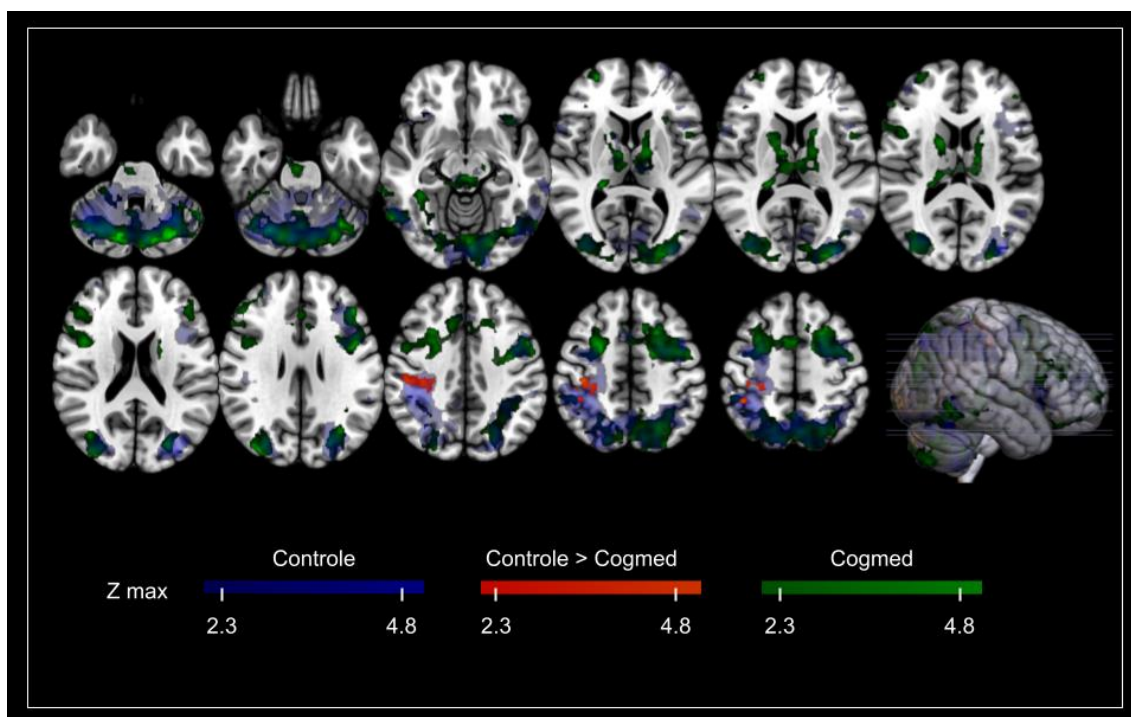 Controle
Controle > Cogmed
Cogmed
Z max
2.3 4.8
2.3 4.8
2.3 4.8